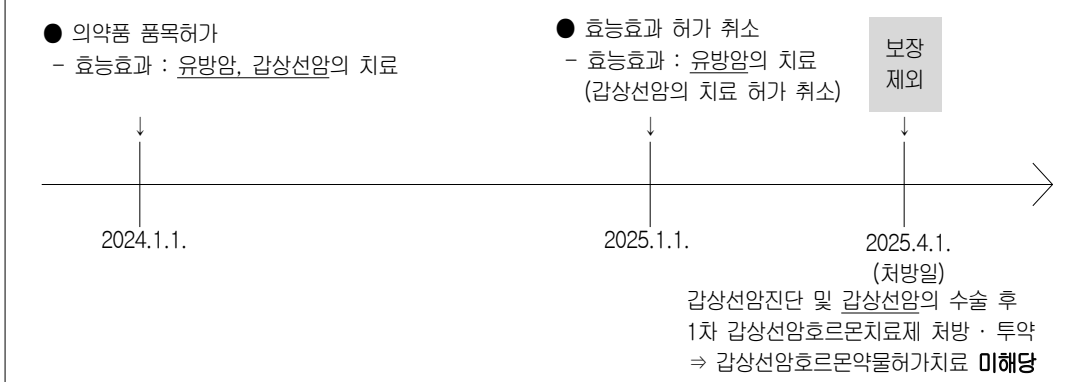 ● 의약품 품목허가
- 효능효과 : 유방암, 갑상선암의 치료
● 효능효과 허가 취소
- 효능효과 : 유방암의 치료
(갑상선암의 치료 허가 취소)
보장
제외
↓
↓
↓
2024.1.1.
2025.1.1.
2025.4.1.
(처방일)
갑상선암진단 및 갑상선암의 수술 후
1차 갑상선암호르몬치료제 처방 · 투약
⇒ 갑상선암호르몬약물허가치료 미해당